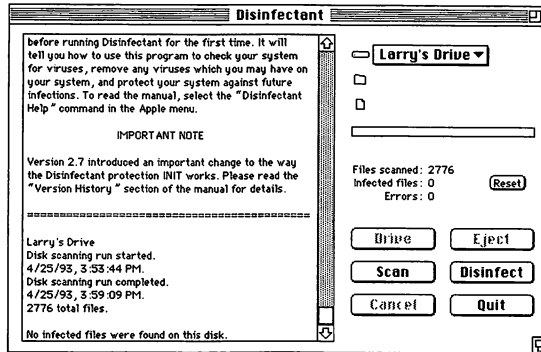 Disinfectant
before running Disinfectant for the first time. It will
tell you how to use this program to check your system
for viruses, remove any viruses which you may have on
your system, and protect your system against future
infections. To read the manual, select the "Disinfectant
Help" command in the Apple menu.
IMPORTANT NOTE
Version 2.7 introduced an important change to the way
the Disinfectant protection INIT works. Please read the
"Version History" section of the manual for details.
==================================================
Larry's Drive
Disk scanning run started.
4/25/93, 3:53:44 PM.
Disk scanning run completed.
4/25/93, 3:59:09 PM.
2776 total files.
No infected files were found on this disk.
Larry's Drive
Files scanned: 2776
Infected files: 0
Errors: 0
Reset
Drive
Eject
Scan
Disinfect
Cancel
Quit